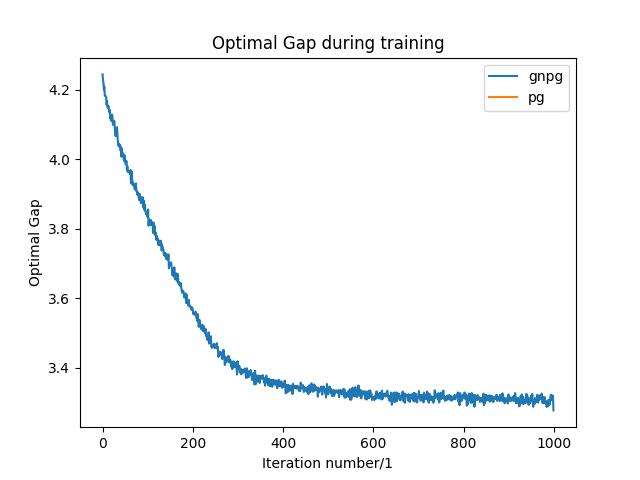 Optimal Gap during training
gnpg
pg
4.2
4.0
3.8
3.6
3.4
Optimal Gap
0
200
400
600
800
1000
Iteration number/1